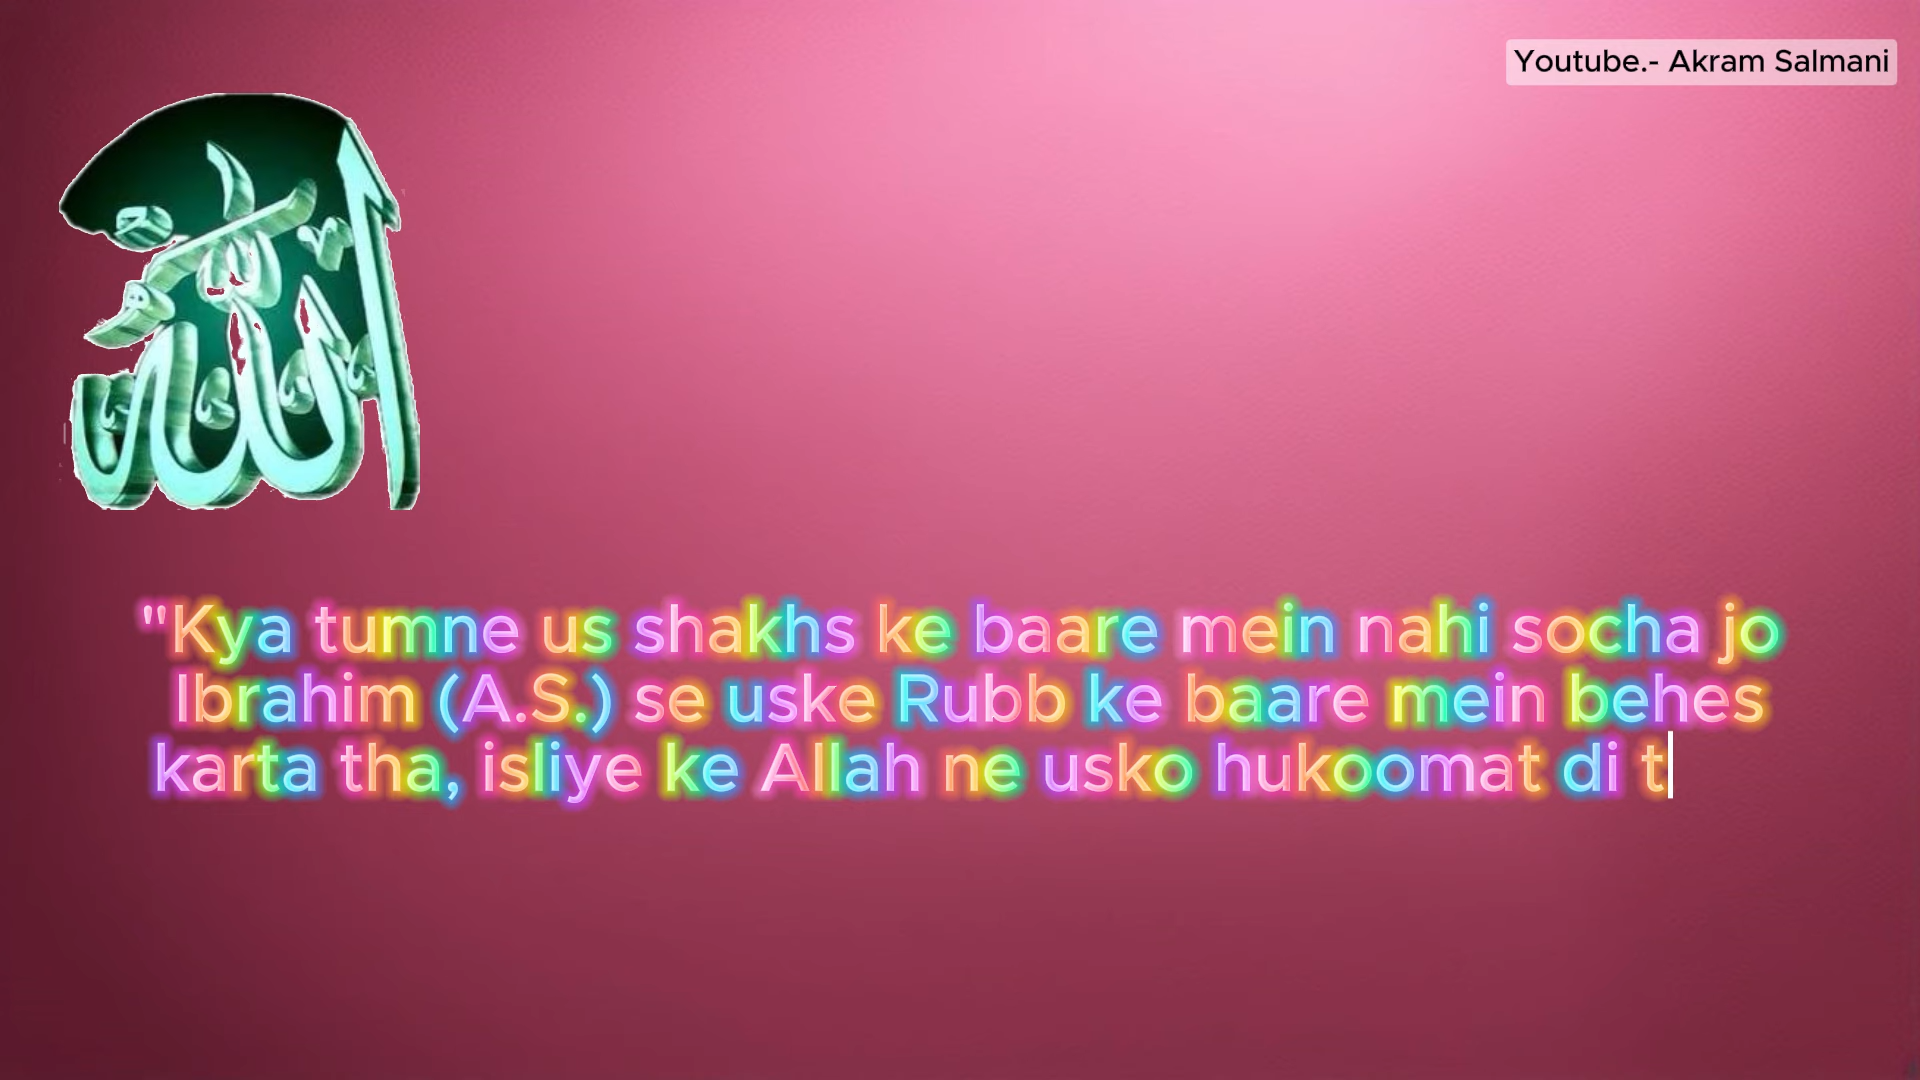 Youtube.- Akram Salmani
الله
"Kya tumne us shakhs ke baare mein nahi socha jo
Ibrahim (A.S.) se uske Rubb ke baare mein behes
karta tha, isliye ke Allah ne usko hukoomat di t